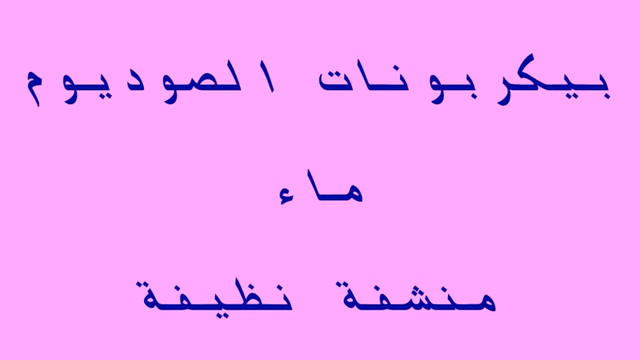 بيكربونات الصوديوم
ماء
منشفة نظيفة